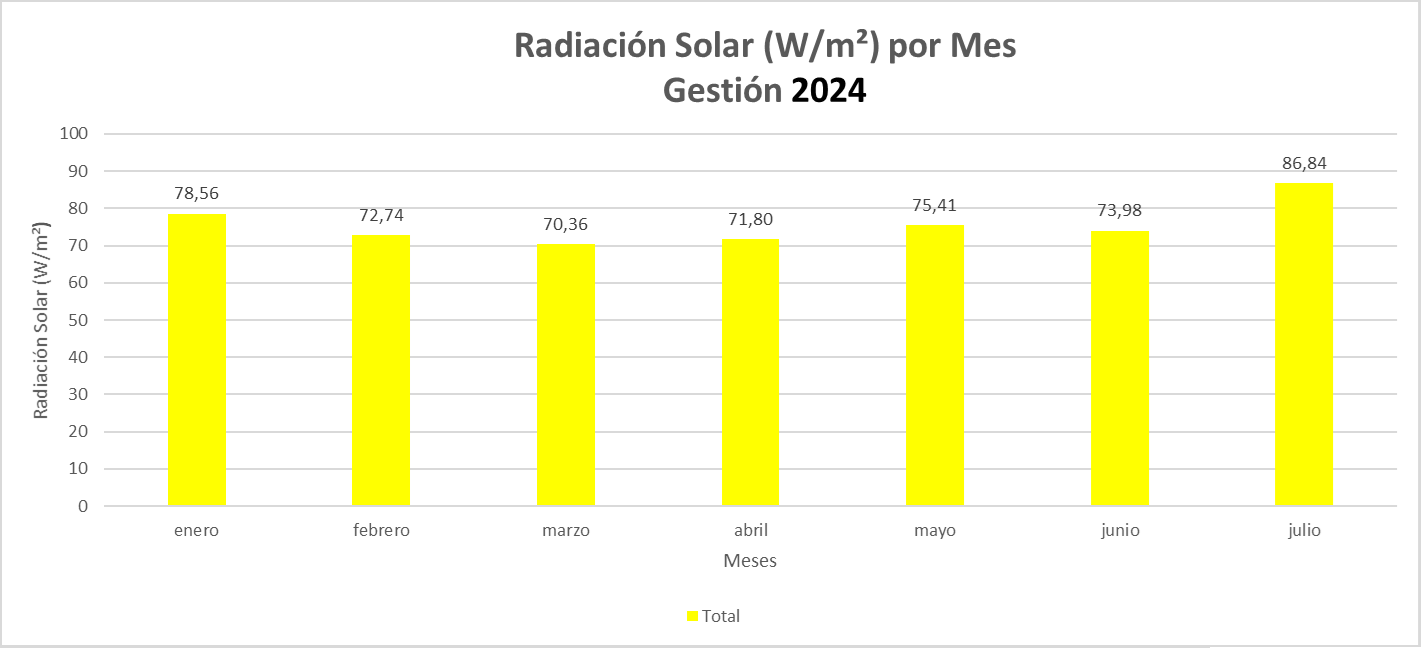 Radiación Solar (W/m²) por Mes
Gestión 2024
Radiación Solar (W/m²)
100
90
80
70
60
50
40
30
20
10
0
78,56
72,74
70,36
71,80
75,41
73,98
86,84
enero
febrero
marzo
abril
mayo
junio
julio
Meses
Total